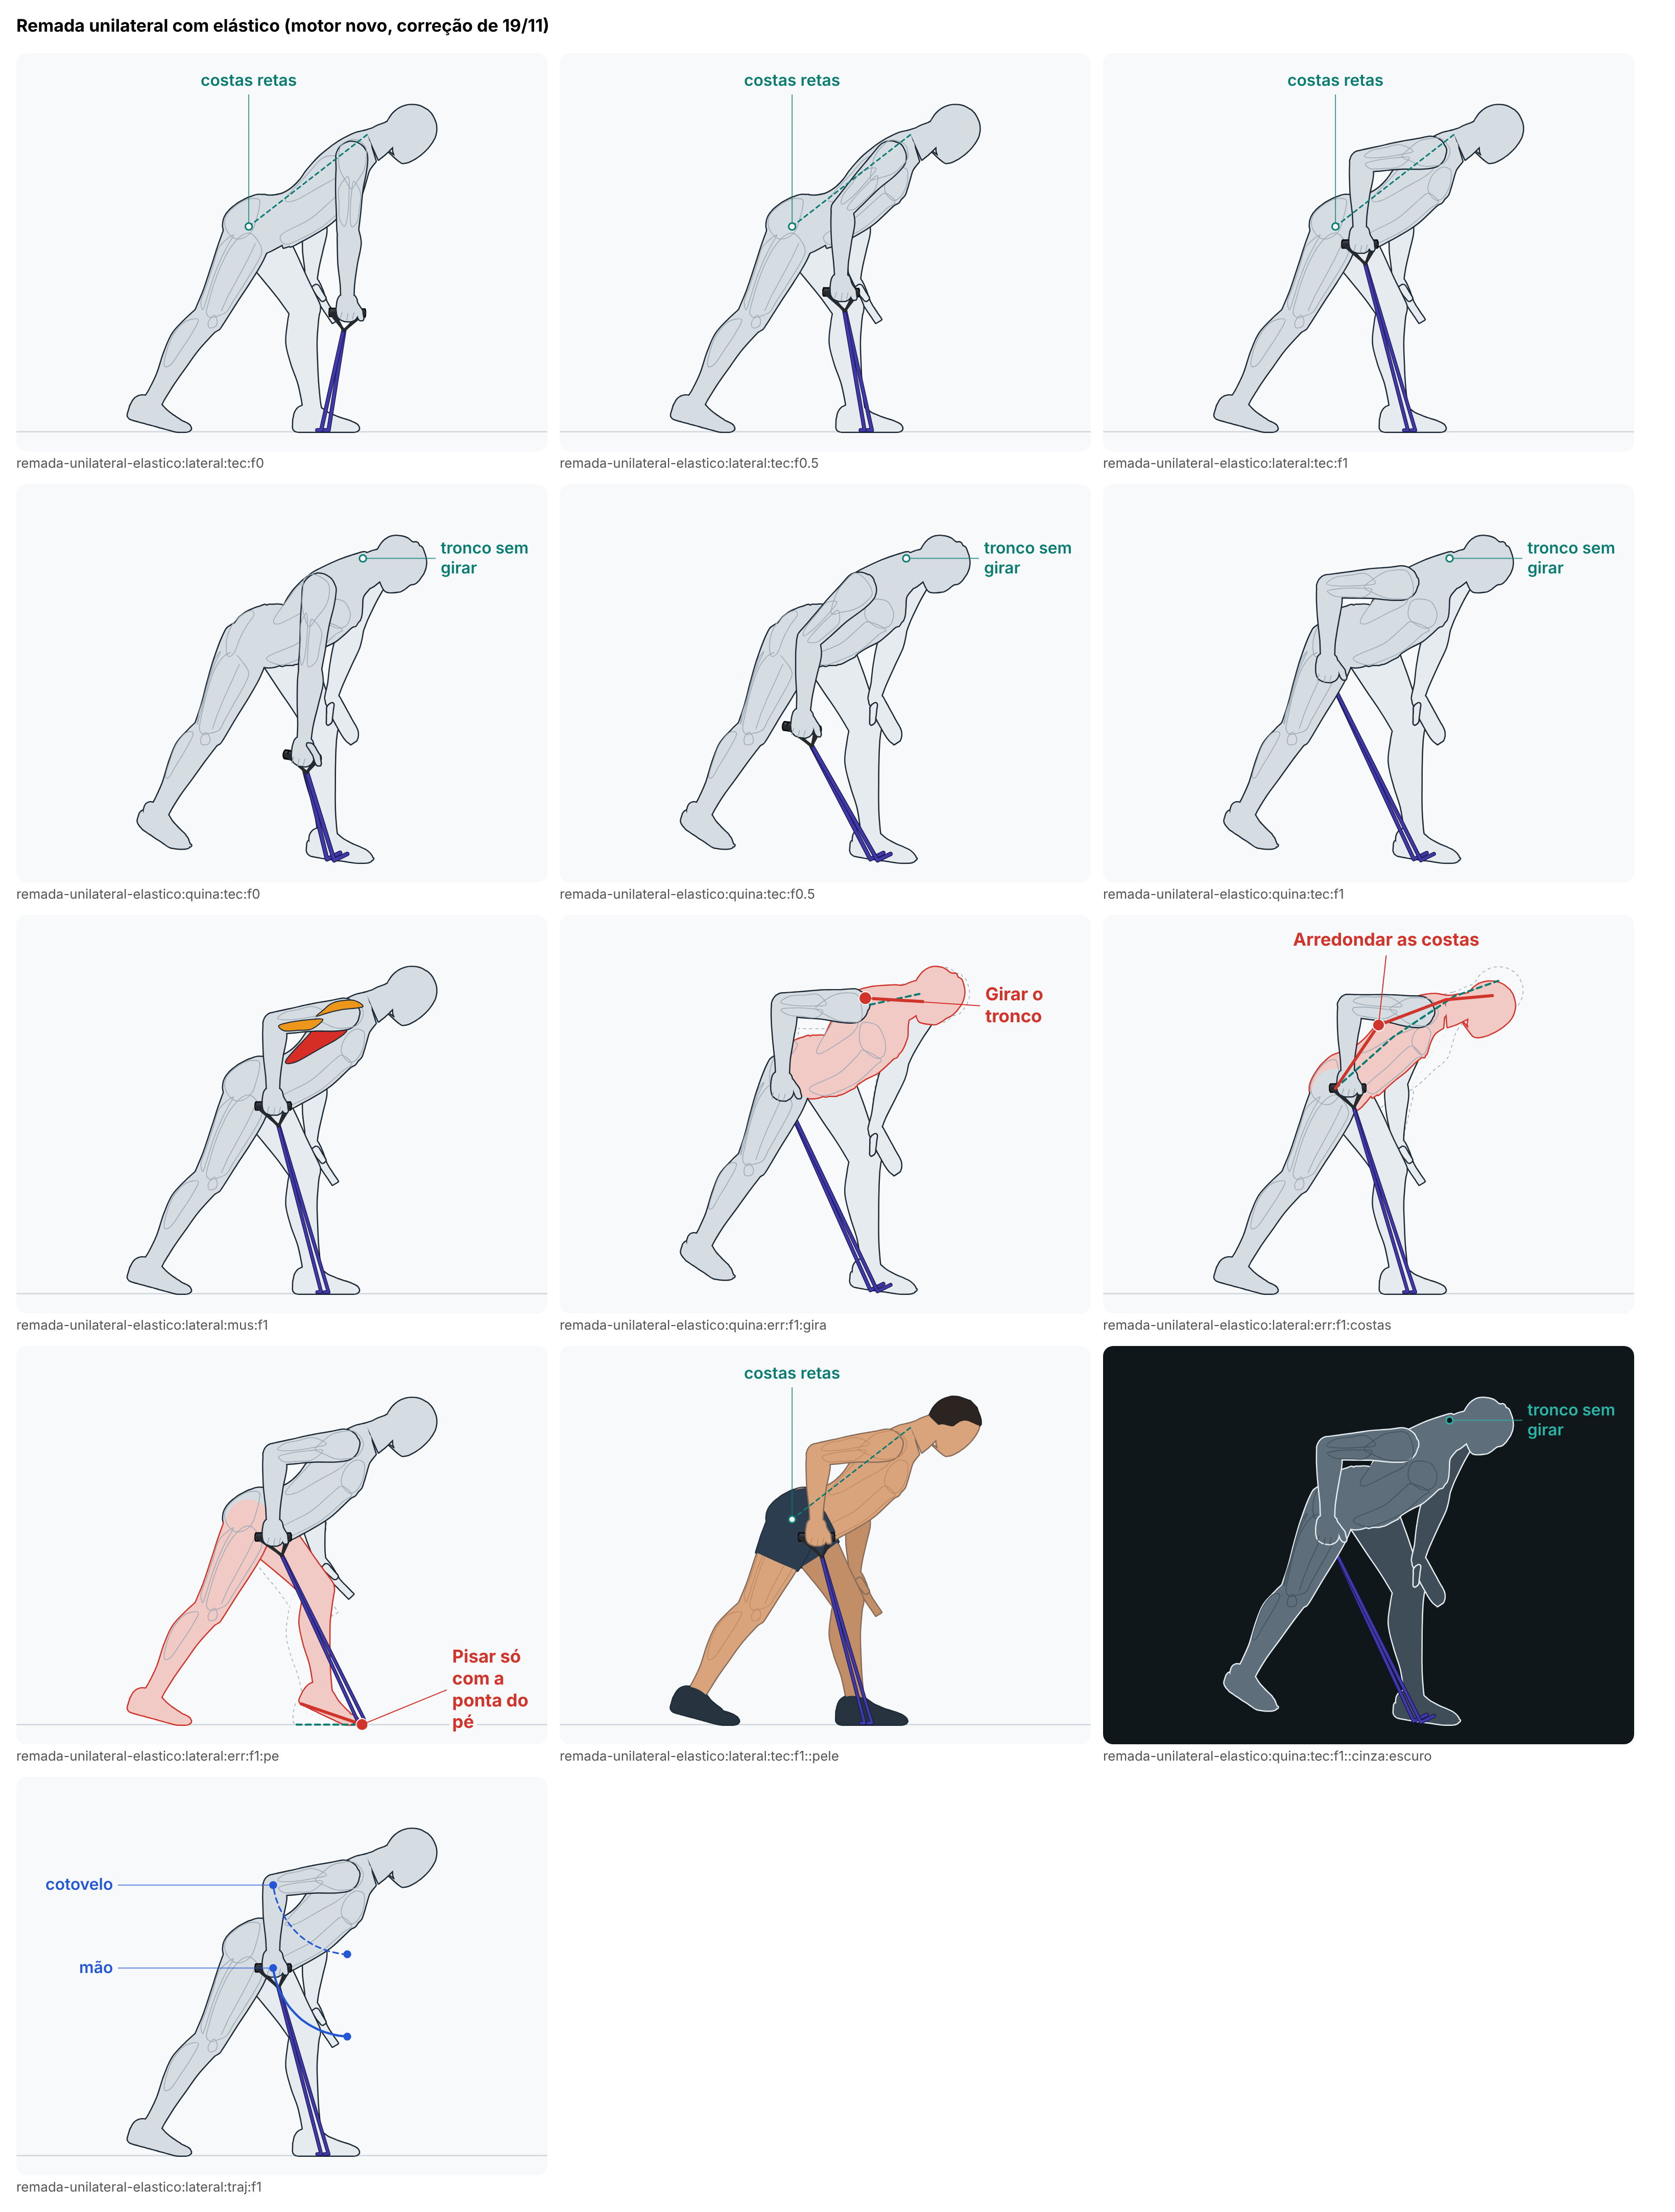 Remada unilateral com elástico (motor novo, correção de 19/11)
costas retas
costas retas
costas retas
remada-unilateral-elastico:lateral:tec:f0
remada-unilateral-elastico:lateral:tec:f0.5
remada-unilateral-elastico:lateral:tec:f1
tronco sem
girar
tronco sem
girar
tronco sem
girar
remada-unilateral-elastico:quina:tec:f0
remada-unilateral-elastico:quina:tec:f0.5
remada-unilateral-elastico:quina:tec:f1
Girar o
tronco
Arredondar as costas
remada-unilateral-elastico:lateral:mus:f1
remada-unilateral-elastico:quina:err:f1:gira
remada-unilateral-elastico:lateral:err:f1:costas
Pisar só
com a
ponta do
pé
costas retas
tronco sem
girar
remada-unilateral-elastico:lateral:err:f1:pe
remada-unilateral-elastico:lateral:tec:f1::pele
remada-unilateral-elastico:quina:tec:f1::cinza:escuro
cotovelo
mão
remada-unilateral-elastico:lateral:traj:f1